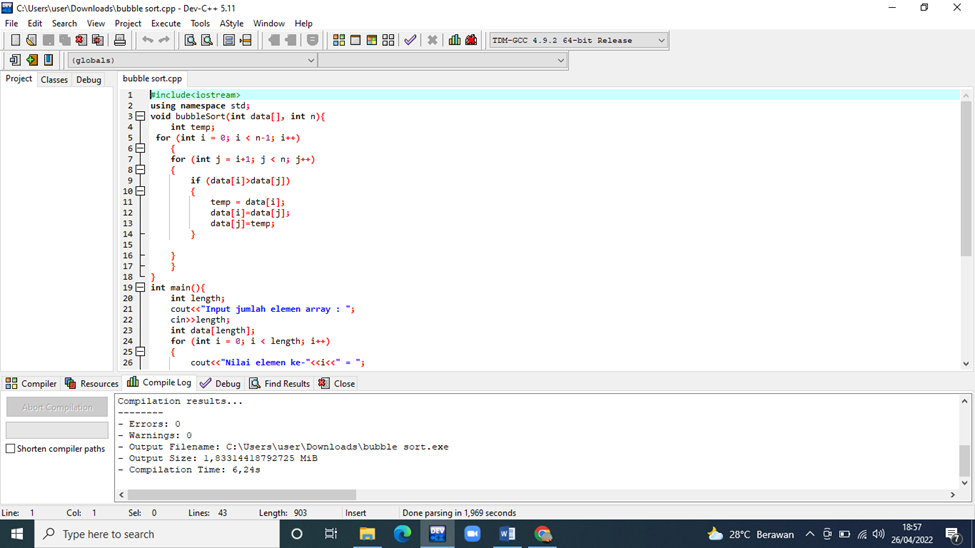 C:\Users\user\Downloads\bubble sort.cpp - Dev-C++ 5.11
File Edit Search View Project Execute Tools AStyle Window Help
TDM-GCC 4.9.2 64-bit Release
(globals)
Project Classes Debug bubble sort.cpp
1 #include<iostream>
2 using namespace std;
3 void bubbleSort(int data[], int n){
4 int temp;
5 for (int i = 0; i < n-1; i++)
6 {
7 for (int j = i+1; j < n; j++)
8 {
9 if (data[i]>data[j])
10 {
11 temp = data[i];
12 data[i]=data[j];
13 data[j]=temp;
14 }
15
16 }
17 }
18 }
19 int main(){
20 int length;
21 cout<<"Input jumlah elemen array : ";
22 cin>>length;
23 int data[length];
24 for (int i = 0; i < length; i++)
25 {
26 cout<<"Nilai elemen ke-"<<i<<" = ";
Compiler Resources Compile Log Debug Find Results Close
Abort Compilation
Shorten compiler paths
Compilation results...
--------
- Errors: 0
- Warnings: 0
- Output Filename: C:\Users\user\Downloads\bubble sort.exe
- Output Size: 1,83314418792725 MiB
- Compilation Time: 6,24s
Line: 1 Col: 1 Sel: 0 Lines: 43 Length: 903 Insert Done parsing in 1,969 seconds
Type here to search
DEV
28°C Berawan
18:57
26/04/2022
7